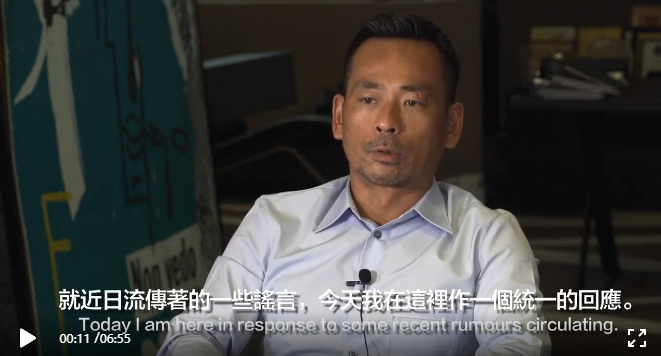 F
Non vedo
就近日流傳著的一些謠言，今天我在這裡作一個統一的回應。
Today I am here in response to some recent rumours circulating.
00:11 /06:55